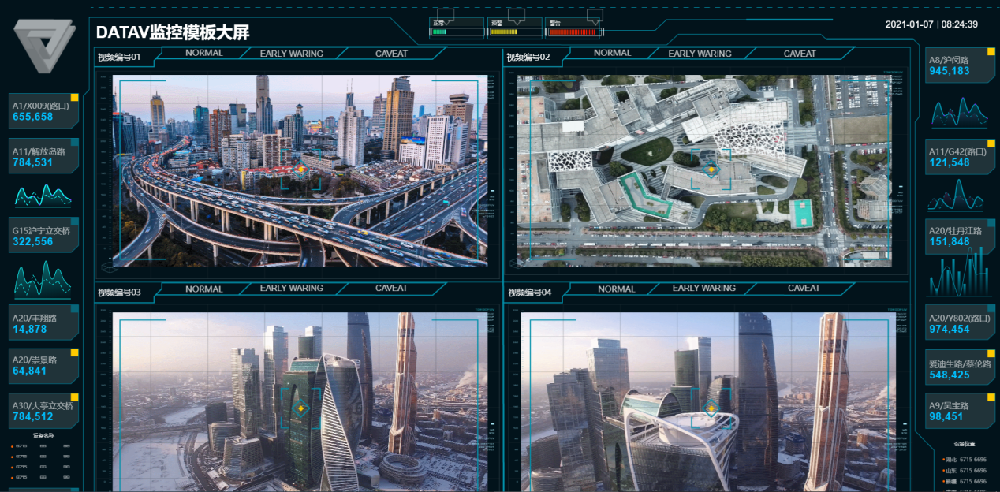 DATAV监控模板大屏
正常
预警
警告
2021-01-07 | 08:24:39
A1/X009(路口)
655,658
A11/解放岛路
784,531
G15沪宁立交桥
322,556
A20/丰翔路
14,878
A20/崇景路
64,841
A30/大亭立交桥
784,512
设备名称
视频编号01
NORMAL
EARLY WARING
CAVEAT
视频编号02
NORMAL
EARLY WARING
CAVEAT
视频编号03
NORMAL
EARLY WARING
CAVEAT
视频编号04
NORMAL
EARLY WARING
CAVEAT
A8/沪闵路
945,183
A11/G42(路口)
121,548
A20/牡丹江路
151,848
A20/Y802(路口)
974,454
爱迪生路/蔡伦路
548,425
A9/吴宝路
98,451
设备位置
湖北 6715 6696
山东 6715 6696
新疆 6715 6696